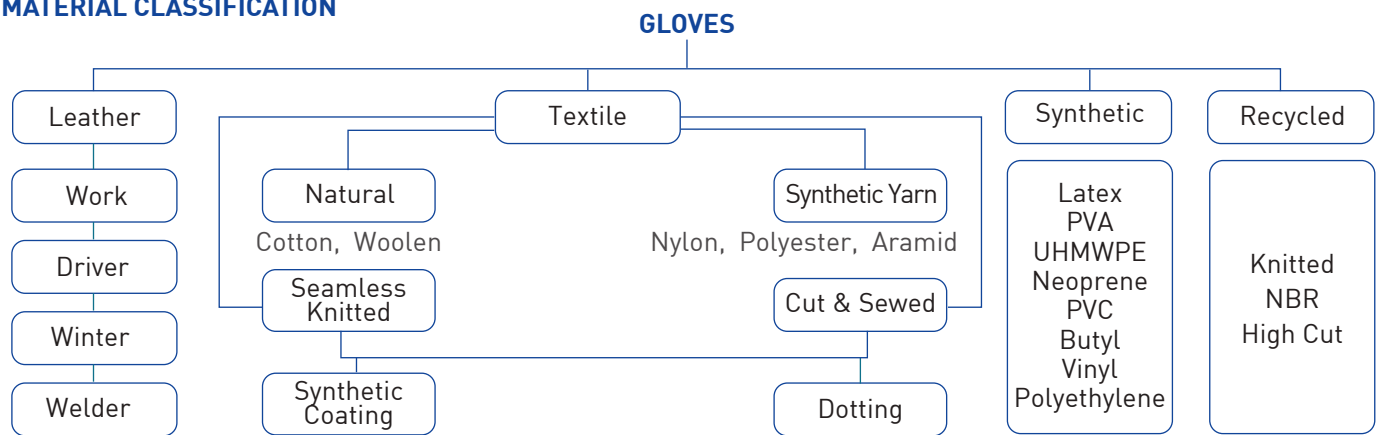 MATERIAL CLASSIFICATION
GLOVES
Leather
Textile
Synthetic
Recycled
Work
Driver
Winter
Welder
Natural
Cotton, Woolen
Synthetic Yarn
Nylon, Polyester, Aramid
Seamless
Knitted
Cut & Sewed
Synthetic
Coating
Dotting
Latex
PVA
UHMWPE
Neoprene
PVC
Butyl
Vinyl
Polyethylene
Knitted
NBR
High Cut